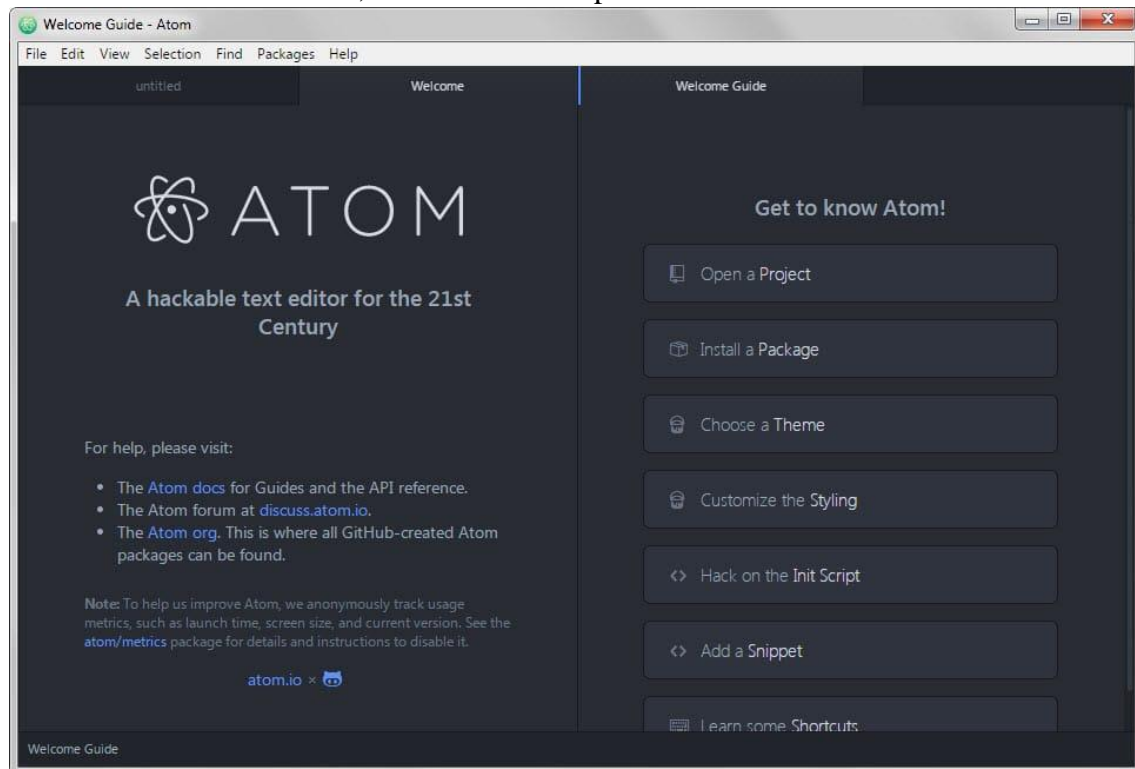 Welcome Guide - Atom
File Edit View Selection Find Packages Help
untitled Welcome Welcome Guide
ATOM
A hackable text editor for the 21st
Century
For help, please visit:
• The Atom docs for Guides and the API reference.
• The Atom forum at discuss.atom.io.
• The Atom org. This is where all GitHub-created Atom
packages can be found.
Note: To help us improve Atom, we anonymously track usage
metrics, such as launch time, screen size, and current version. See the
atom/metrics package for details and instructions to disable it.
atom.io ×
Get to know Atom!
Open a Project
Install a Package
Choose a Theme
Customize the Styling
Hack on the Init Script
Add a Snippet
Learn some Shortcuts
Welcome Guide